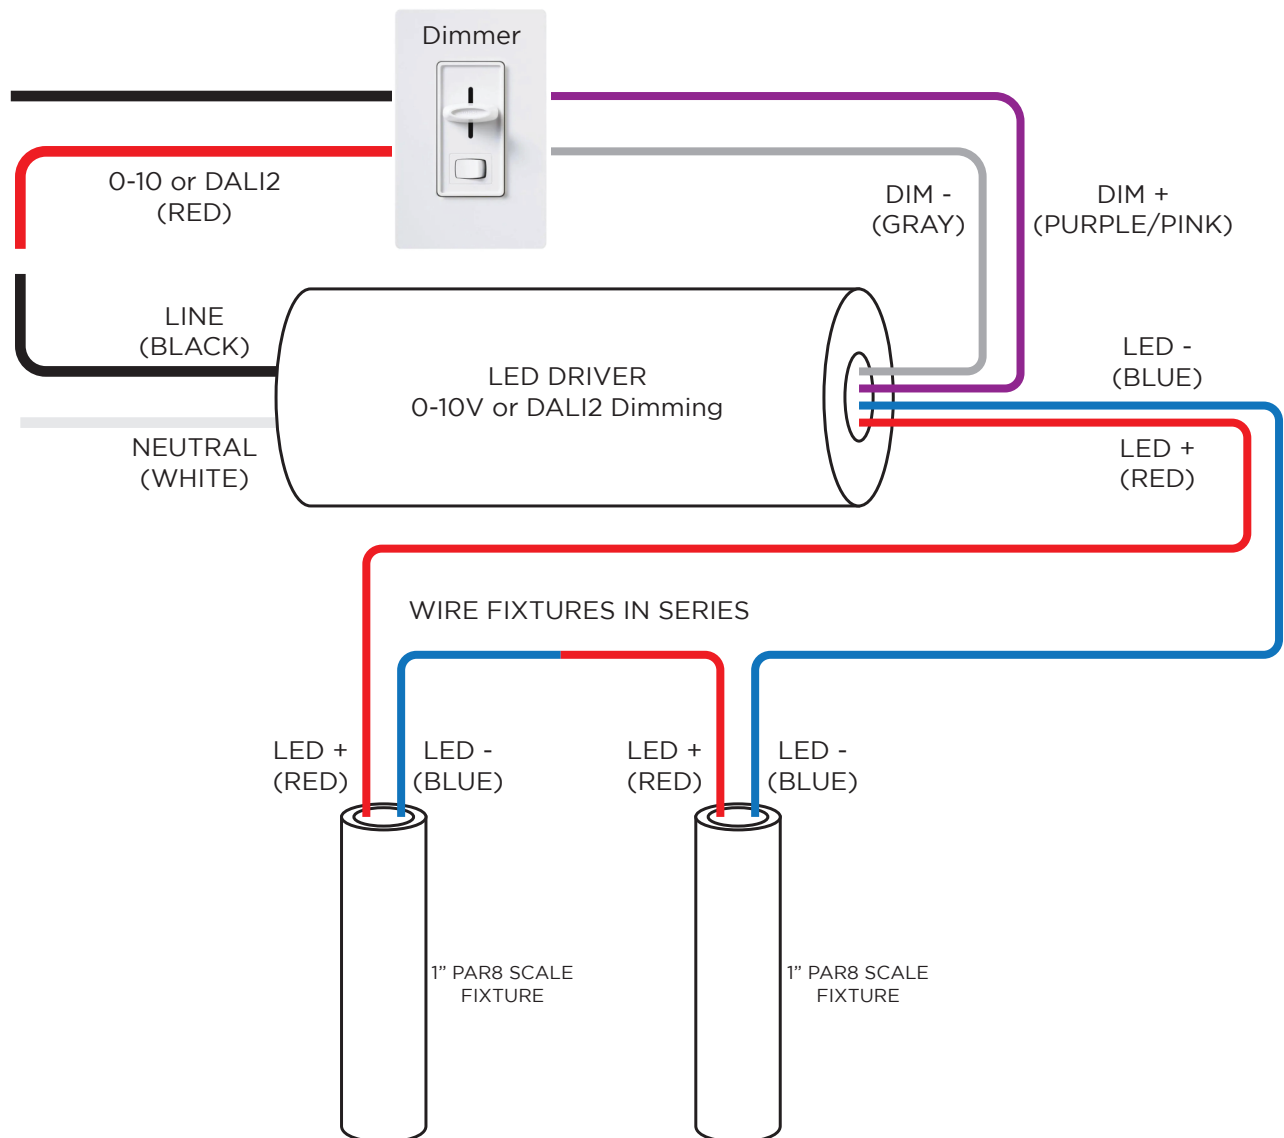 Dimmer
0-10 or DALI2
(RED)
DIM -
(GRAY)
DIM +
(PURPLE/PINK)
LINE
(BLACK)
LED DRIVER
0-10V or DALI2 Dimming
LED -
(BLUE)
NEUTRAL
(WHITE)
LED +
(RED)
WIRE FIXTURES IN SERIES
LED +
(RED)
LED -
(BLUE)
LED +
(RED)
LED -
(BLUE)
1” PAR8 SCALE
FIXTURE
1” PAR8 SCALE
FIXTURE